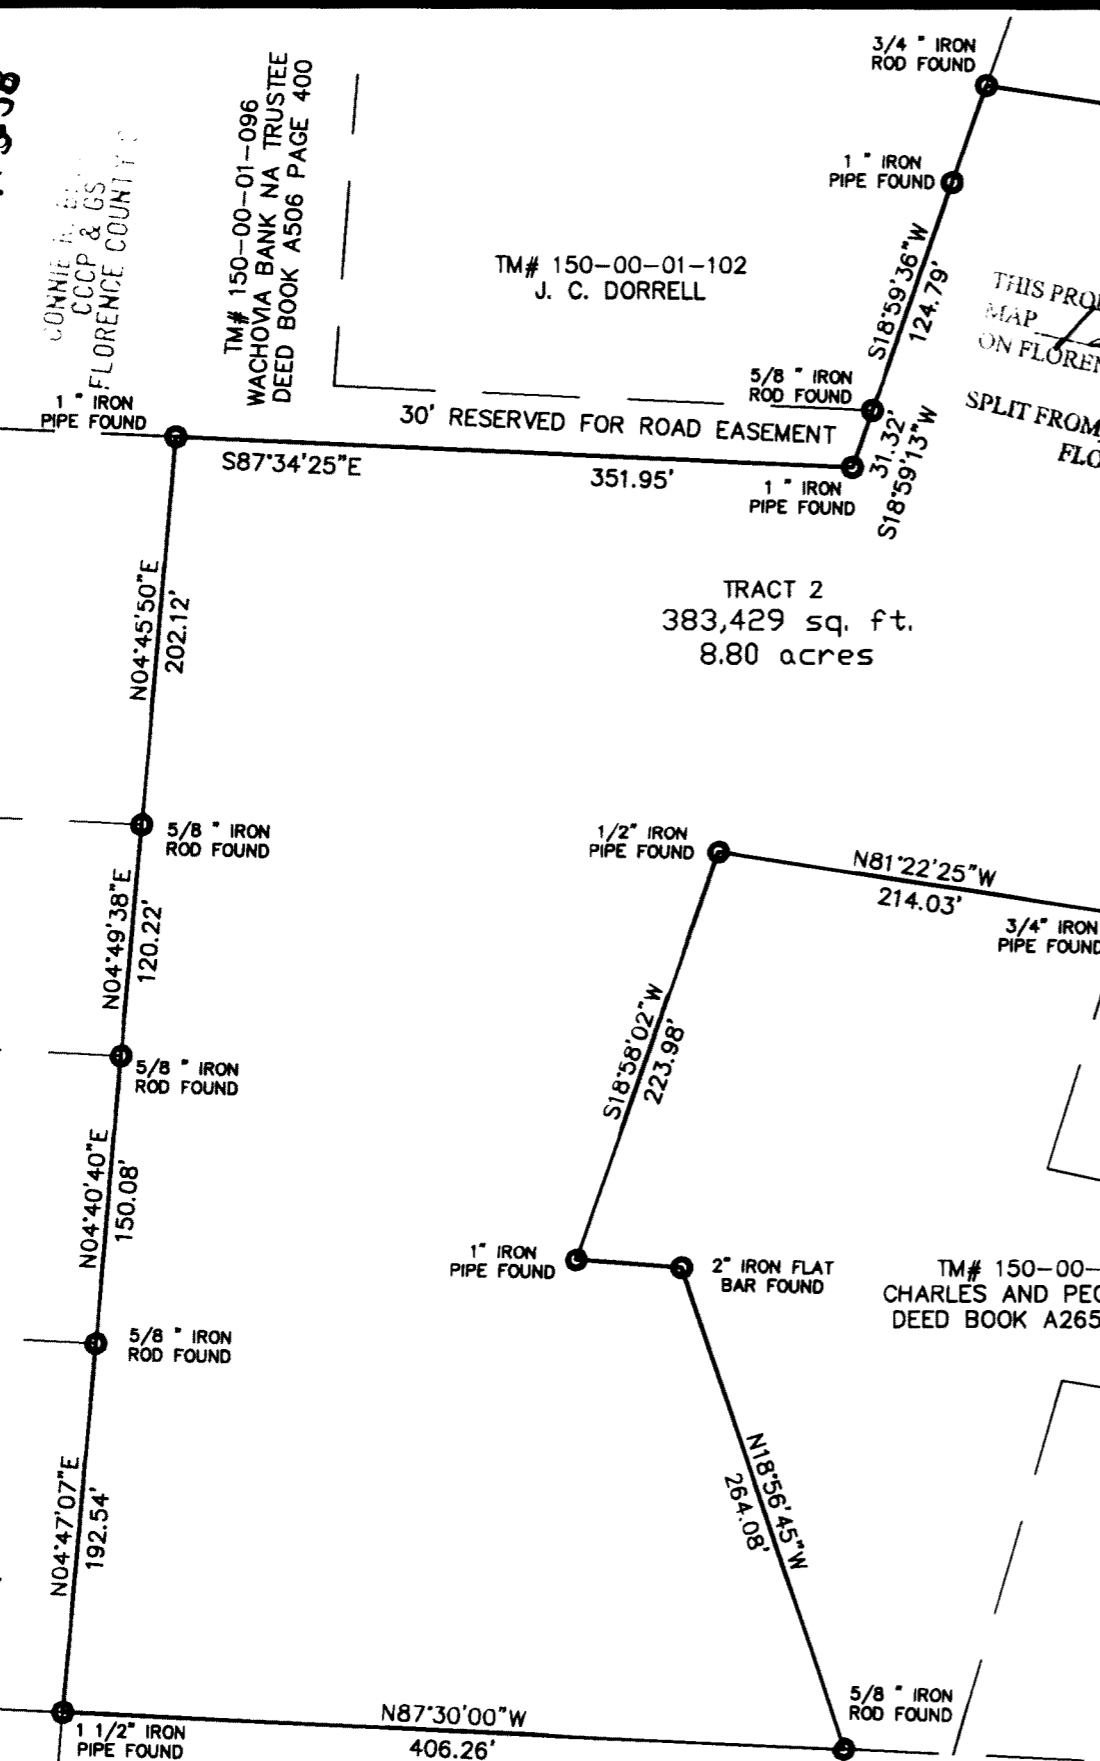 3/4 " IRON
ROD FOUND
1 " IRON
PIPE FOUND
CCCP & GS
FLORENCE COUNTY
TM# 150-00-01-096
WACHOVIA BANK NA TRUSTEE
DEED BOOK A506 PAGE 400
TM# 150-00-01-102
J. C. DORRELL
S18°59'36"W
124.79'
THIS
MAP
ON
SPLIT FROM
5/8 " IRON
ROD FOUND
1 " IRON
PIPE FOUND
30' RESERVED FOR ROAD EASEMENT
S87°34'25"E
351.95'
31.32'
S18°59'13"W
1 " IRON
PIPE FOUND
TRACT 2
383,429 sq. ft.
8.80 acres
N04°45'50"E
202.12'
5/8 " IRON
ROD FOUND
1/2" IRON
PIPE FOUND
N81°22'25"W
214.03'
3/4" IRON
PIPE FOUND
N04°49'38"E
120.22'
5/8 " IRON
ROD FOUND
S18°58'02"W
223.98'
N04°40'40"E
150.08'
1" IRON
PIPE FOUND
2" IRON FLAT
BAR FOUND
TM# 150-00-
CHARLES AND
DEED BOOK A265
5/8 " IRON
ROD FOUND
N18°56'45"W
264.08'
N04°47'07"E
192.54'
5/8 " IRON
ROD FOUND
N87°30'00"W
406.26'
1 1/2" IRON
PIPE FOUND